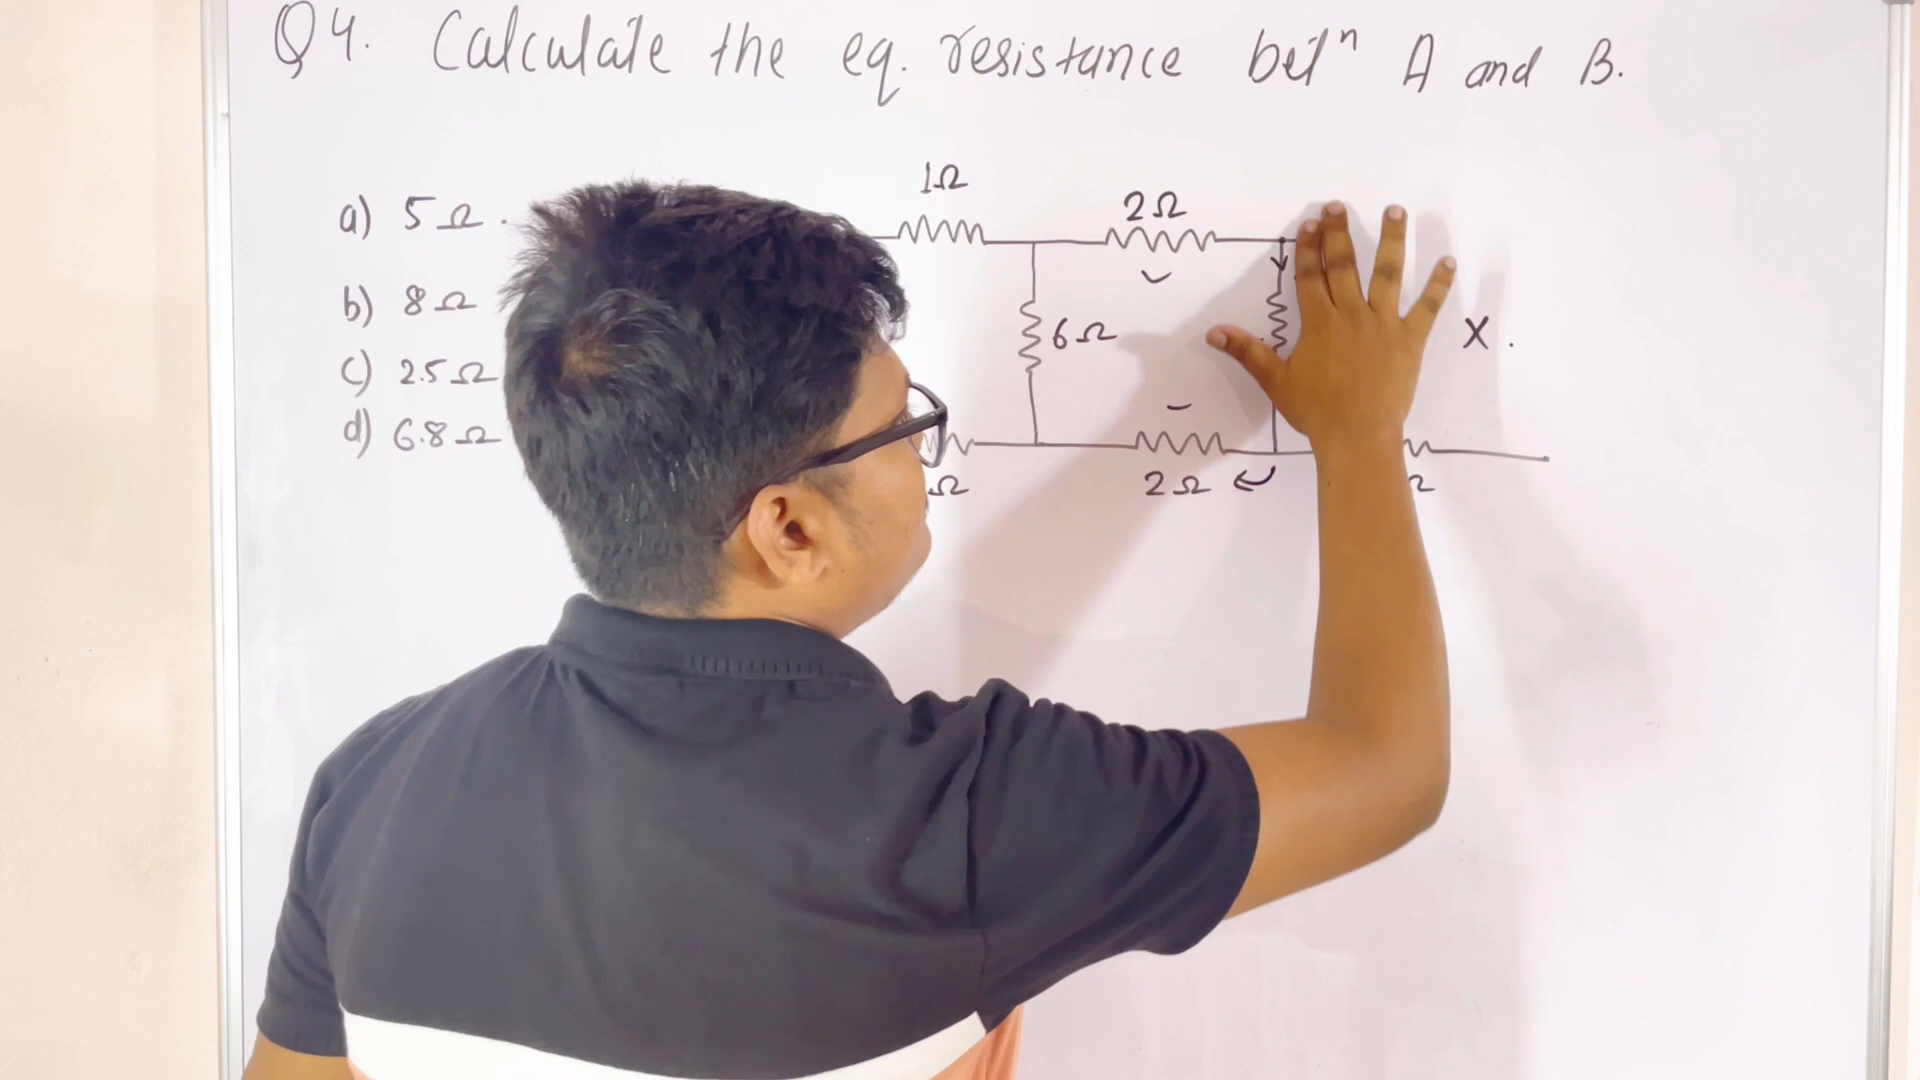 Q4. Calculate the eq. resistance betⁿ A and B.
a) 5Ω.
b) 8Ω
c) 2.5Ω
d) 6.8Ω
1Ω
2Ω
6Ω
X.
Ω
2Ω
Ω